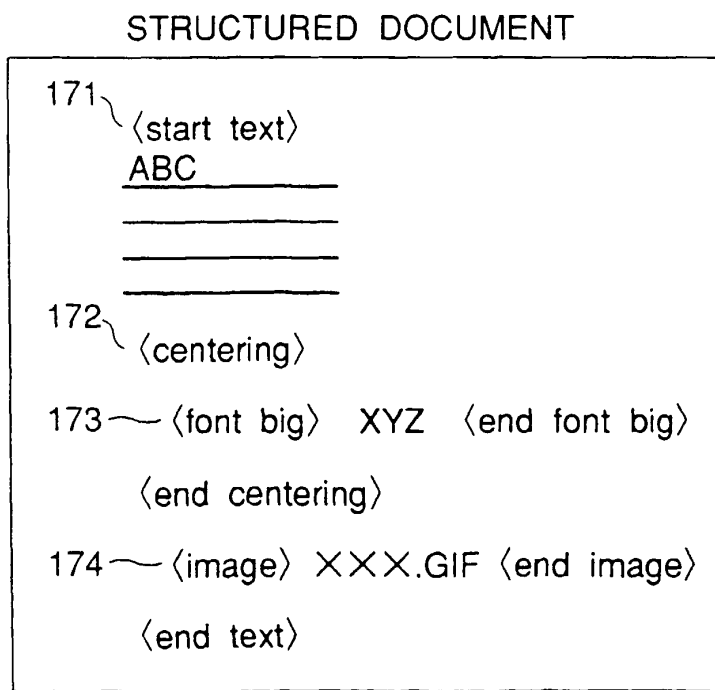 STRUCTURED DOCUMENT
171
〈start text〉
ABC
172
〈centering〉
173 〈font big〉 XYZ 〈end font big〉
〈end centering〉
174 〈image〉 ×××.GIF 〈end image〉
〈end text〉